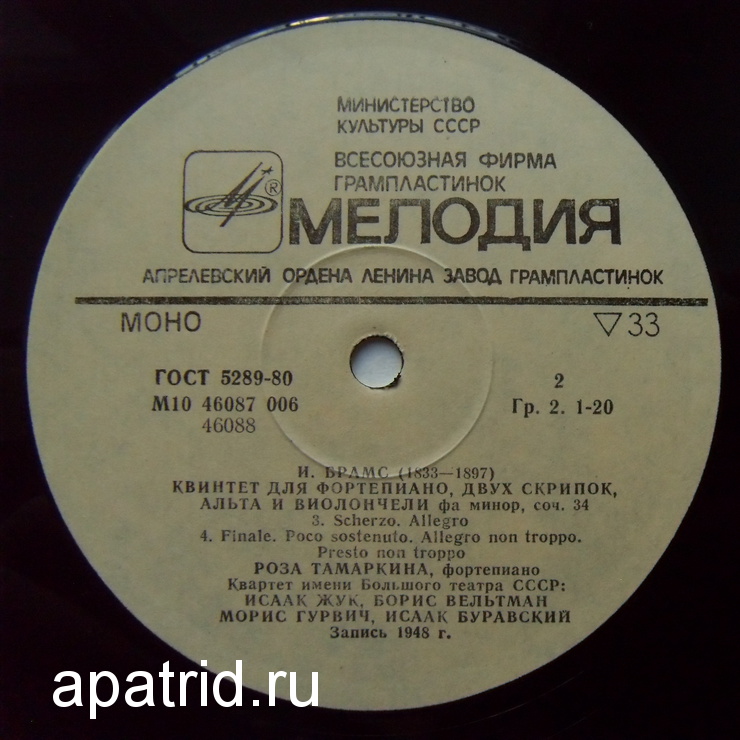 МИНИСТЕРСТВО
КУЛЬТУРЫ СССР
ВСЕСОЮЗНАЯ ФИРМА
ГРАМПЛАСТИНОК
®
МЕЛОДИЯ
АПРЕЛЕВСКИЙ ОРДЕНА ЛЕНИНА ЗАВОД ГРАМПЛАСТИНОК
МОНО ▽33
ГОСТ 5289-80 2
М10 46087 006 Гр. 2. 1-20
46088
И. БРАМС (1833—1897)
КВИНТЕТ ДЛЯ ФОРТЕПИАНО, ДВУХ СКРИПОК,
АЛЬТА И ВИОЛОНЧЕЛИ фа минор, соч. 34
3. Scherzo. Allegro
4. Finale. Poco sostenuto. Allegro non troppo.
Presto non troppo
РОЗА ТАМАРКИНА, фортепиано
Квартет имени Большого театра СССР:
ИСААК ЖУК, БОРИС ВЕЛЬТМАН
МОРИС ГУРВИЧ, ИСААК БУРАВСКИЙ
Запись 1948 г.
apatrid.ru